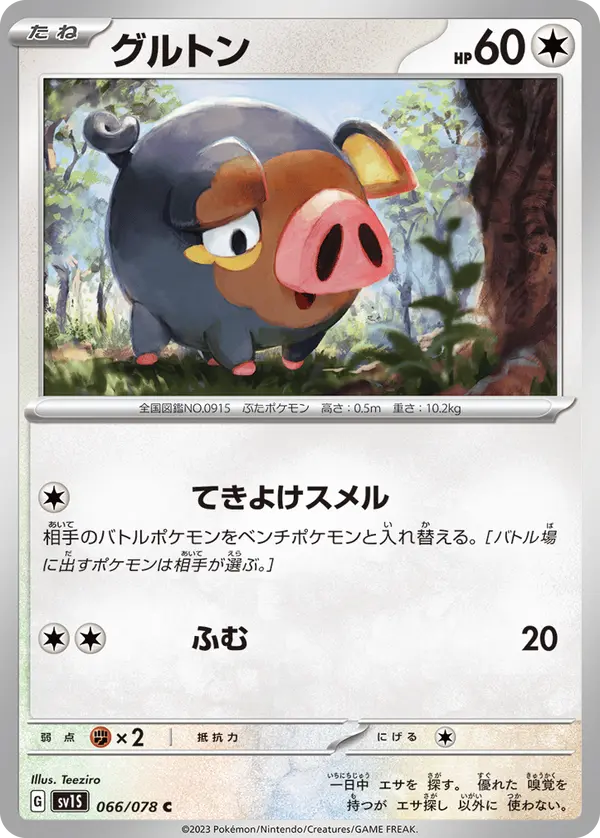 たね
グルトン
HP60
全国図鑑NO.0915 ぶたポケモン 高さ:0.5m 重さ:10.2kg
てきよけスメル
相手のバトルポケモンをベンチポケモンと入れ替える。[バトル場
に出すポケモンは相手が選ぶ。]
ふむ 20
弱点 ×2 抵抗力 にげる
Illus. Teeziro
G sv1S 066/078 C
一日中 エサを 探す。 優れた 嗅覚を
持つが エサ探し 以外に 使わない。
©2023 Pokémon/Nintendo/Creatures/GAME FREAK.